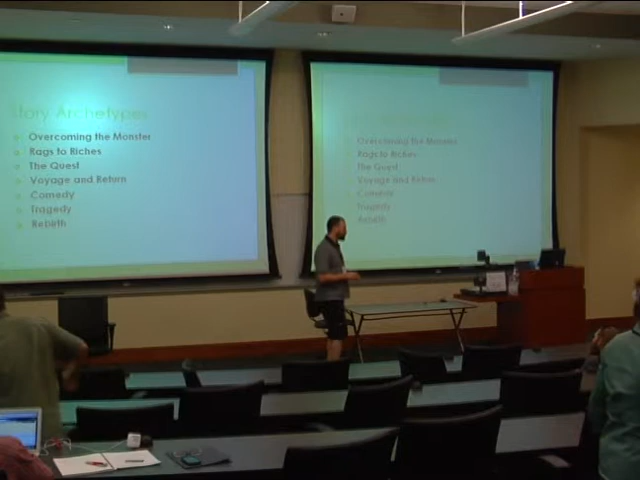 Story Archetypes
Overcoming the Monster
Rags to Riches
The Quest
Voyage and Return
Comedy
Tragedy
Rebirth
Overcoming the Monster
Rags to Riches
The Quest
Voyage and Return
Comedy
Tragedy
Rebirth